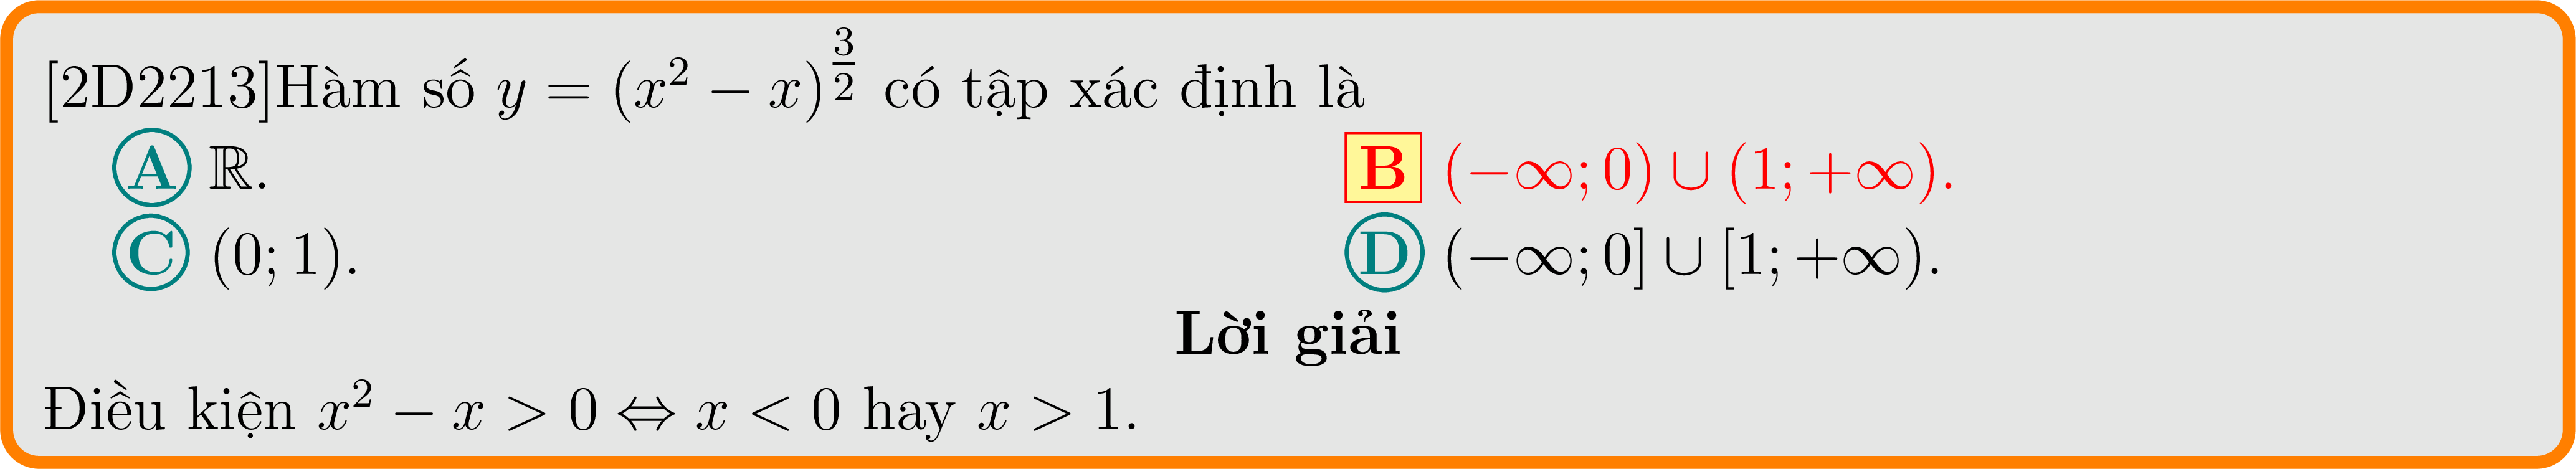 [2D2213]Hàm số $y = (x^2 - x)^{\frac{3}{2}}$ có tập xác định là
A $\mathbb{R}$. B $(-\infty; 0) \cup (1; +\infty)$.
C $(0; 1)$. D $(-\infty; 0] \cup [1; +\infty)$.
Lời giải
Điều kiện $x^2 - x > 0 \Leftrightarrow x < 0$ hay $x > 1$.